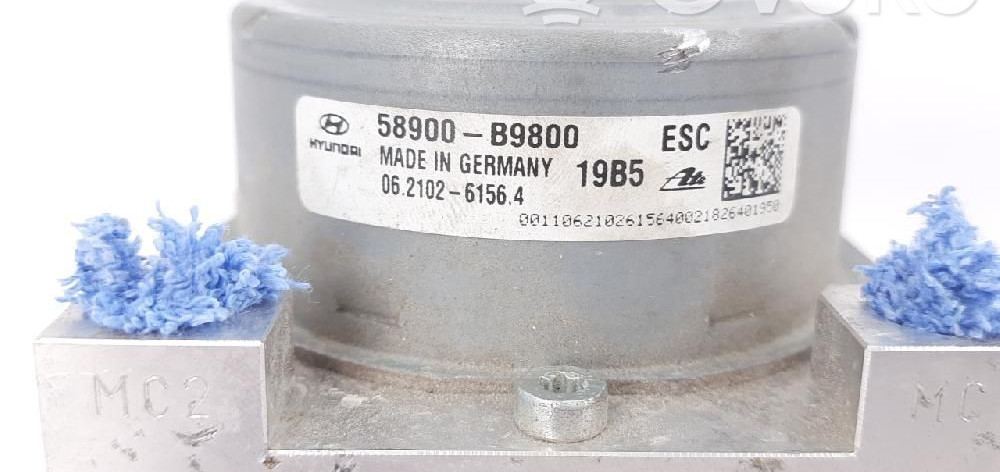 58900-B9800 ESC
HYUNDAI
MADE IN GERMANY 19B5 Ate
06.2102-6156.4
0011062102615640021826401950
MC2
MC